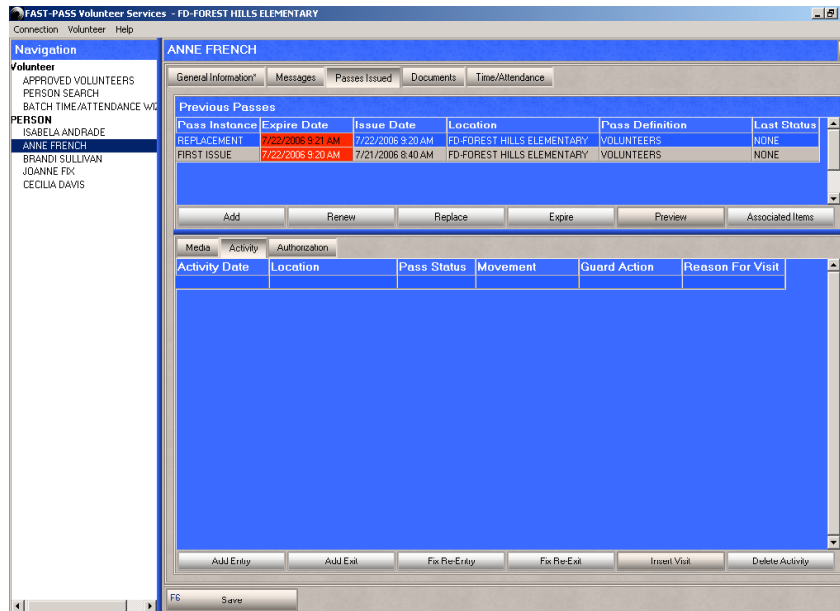 FAST-PASS Volunteer Services - FD-FOREST HILLS ELEMENTARY
Connection Volunteer Help
Navigation
Volunteer
APPROVED VOLUNTEERS
PERSON SEARCH
BATCH TIME/ATTENDANCE WIZ
PERSON
ISABELA ANDRADE
ANNE FRENCH
BRANDI SULLIVAN
JOANNE FIX
CECILIA DAVIS
ANNE FRENCH
General Information* Messages Passes Issued Documents Time/Attendance
Previous Passes
Pass Instance Expire Date Issue Date Location Pass Definition Last Status
REPLACEMENT 7/22/2006 9:21 AM 7/22/2006 9:20 AM FD-FOREST HILLS ELEMENTARY VOLUNTEERS NONE
FIRST ISSUE 7/22/2006 9:20 AM 7/21/2006 8:40 AM FD-FOREST HILLS ELEMENTARY VOLUNTEERS NONE
Add Renew Replace Expire Preview Associated Items
Media Activity Authorization
Activity Date Location Pass Status Movement Guard Action Reason For Visit
Add Entry Add Exit Fix Re-Entry Fix Re-Exit Insert Visit Delete Activity
F6 Save